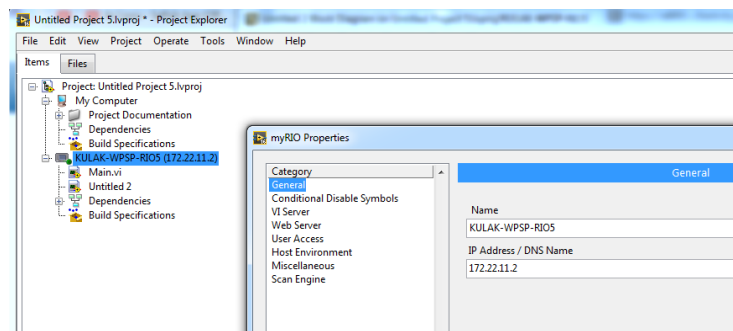 Untitled Project 5.lvproj * - Project Explorer
File Edit View Project Operate Tools Window Help
Items Files
Project: Untitled Project 5.lvproj
My Computer
Project Documentation
Dependencies
Build Specifications
KULAK-WPSP-RIO5 (172.22.11.2)
Main.vi
Untitled 2
Dependencies
Build Specifications
myRIO Properties
Category
General
Conditional Disable Symbols
VI Server
Web Server
User Access
Host Environment
Miscellaneous
Scan Engine
General
Name
KULAK-WPSP-RIO5
IP Address / DNS Name
172.22.11.2